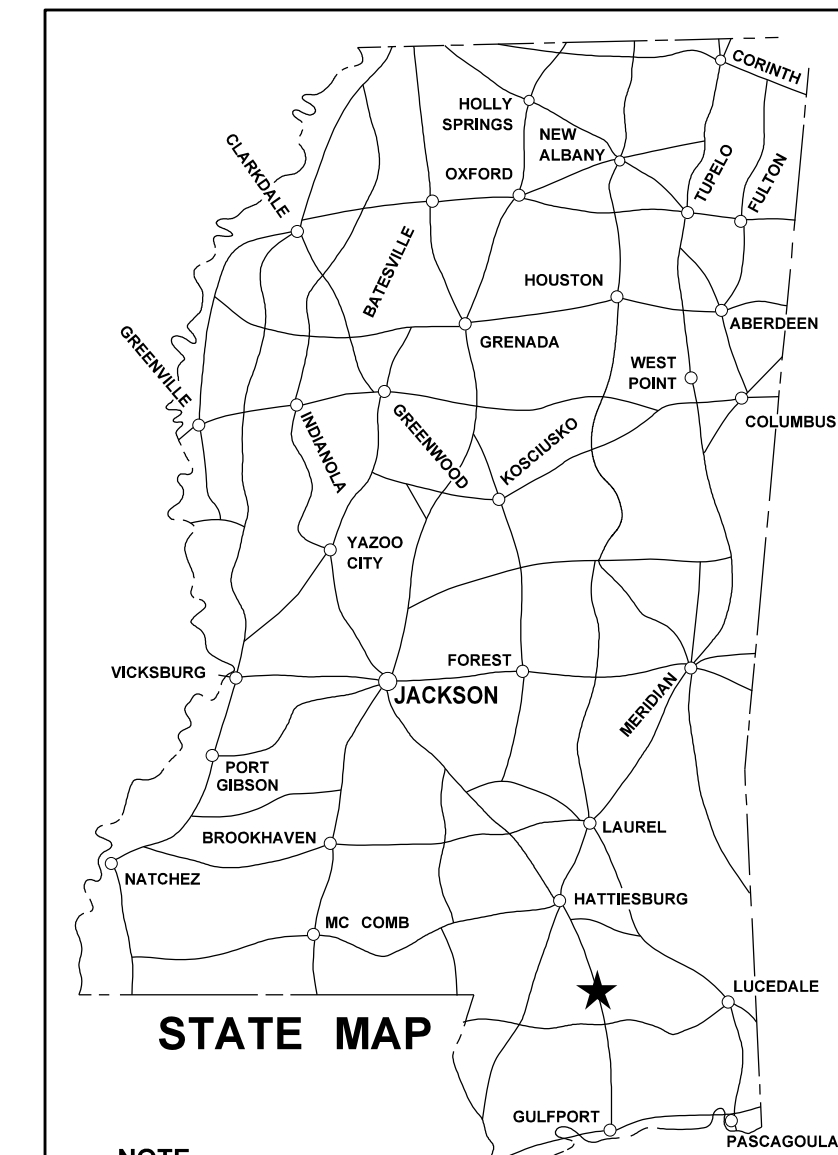 CORINTH
HOLLY
SPRINGS
NEW
ALBANY
CLARKDALE
OXFORD
TUPELO
FULTON
BATESVILLE
HOUSTON
ABERDEEN
GREENVILLE
GRENADA
WEST
POINT
COLUMBUS
INDIANOLA
GREENWOOD
KOSCIUSKO
YAZOO
CITY
VICKSBURG
FOREST
JACKSON
MERIDIAN
PORT
GIBSON
LAUREL
BROOKHAVEN
NATCHEZ
HATTIESBURG
MC COMB
LUCEDALE
STATE MAP
GULFPORT
PASCAGOULA
NOTE